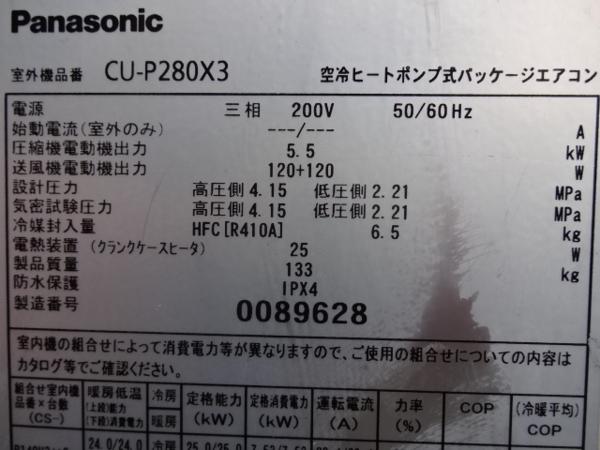 Panasonic
室外機品番 CU-P280X3 空冷ヒートポンプ式パッケージエアコン
電源 三相 200V 50/60Hz
始動電流(室外のみ) ---/--- A
圧縮機電動機出力 5.5 kW
送風機電動機出力 120+120 W
設計圧力 高圧側4.15 低圧側2.21 MPa
気密試験圧力 高圧側4.15 低圧側2.21 MPa
冷媒封入量 HFC[R410A] 6.5 kg
電熱装置(クランクケースヒータ) 25 W
製品質量 133 kg
防水保護 IPX4
製造番号 0089628
室内機の組合せによって消費電力等が異なりますので、ご使用の組合せについての内容は
カタログ等でご確認ください。
組合せ室内機 品番×台数 (CS-) 暖房低温 (上段)能力 (下段)消費電力 冷房 暖房 定格能力 (kW) 定格消費電力 (kW) 運転電流 (A) 力率 (%) COP (冷暖平均) COP
24.0/24.0 冷房 25.0/25.0